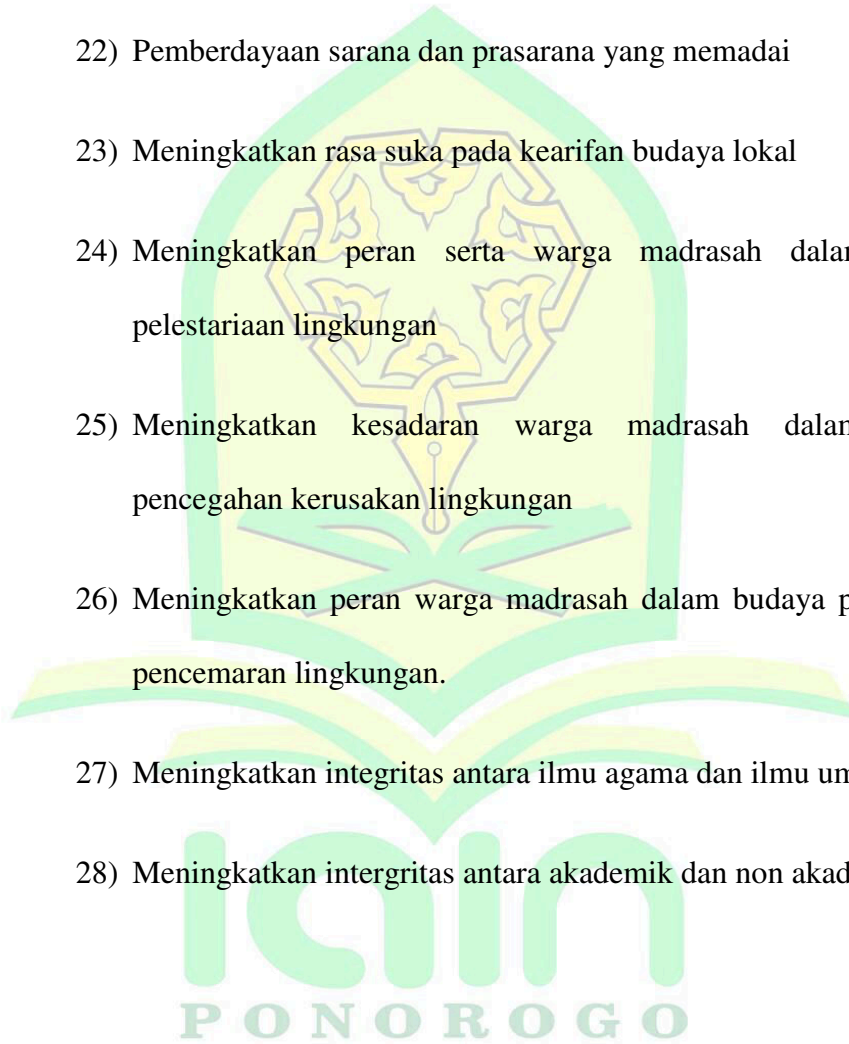 22) Pemberdayaan sarana dan prasarana yang memadai
23) Meningkatkan rasa suka pada kearifan budaya lokal
24) Meningkatkan peran serta warga madrasah dalam
pelestariaan lingkungan
25) Meningkatkan kesadaran warga madrasah dalam
pencegahan kerusakan lingkungan
26) Meningkatkan peran warga madrasah dalam budaya
pencemaran lingkungan.
27) Meningkatkan integritas antara ilmu agama dan ilmu
28) Meningkatkan intergritas antara akademik dan non
iain
PONOROGO